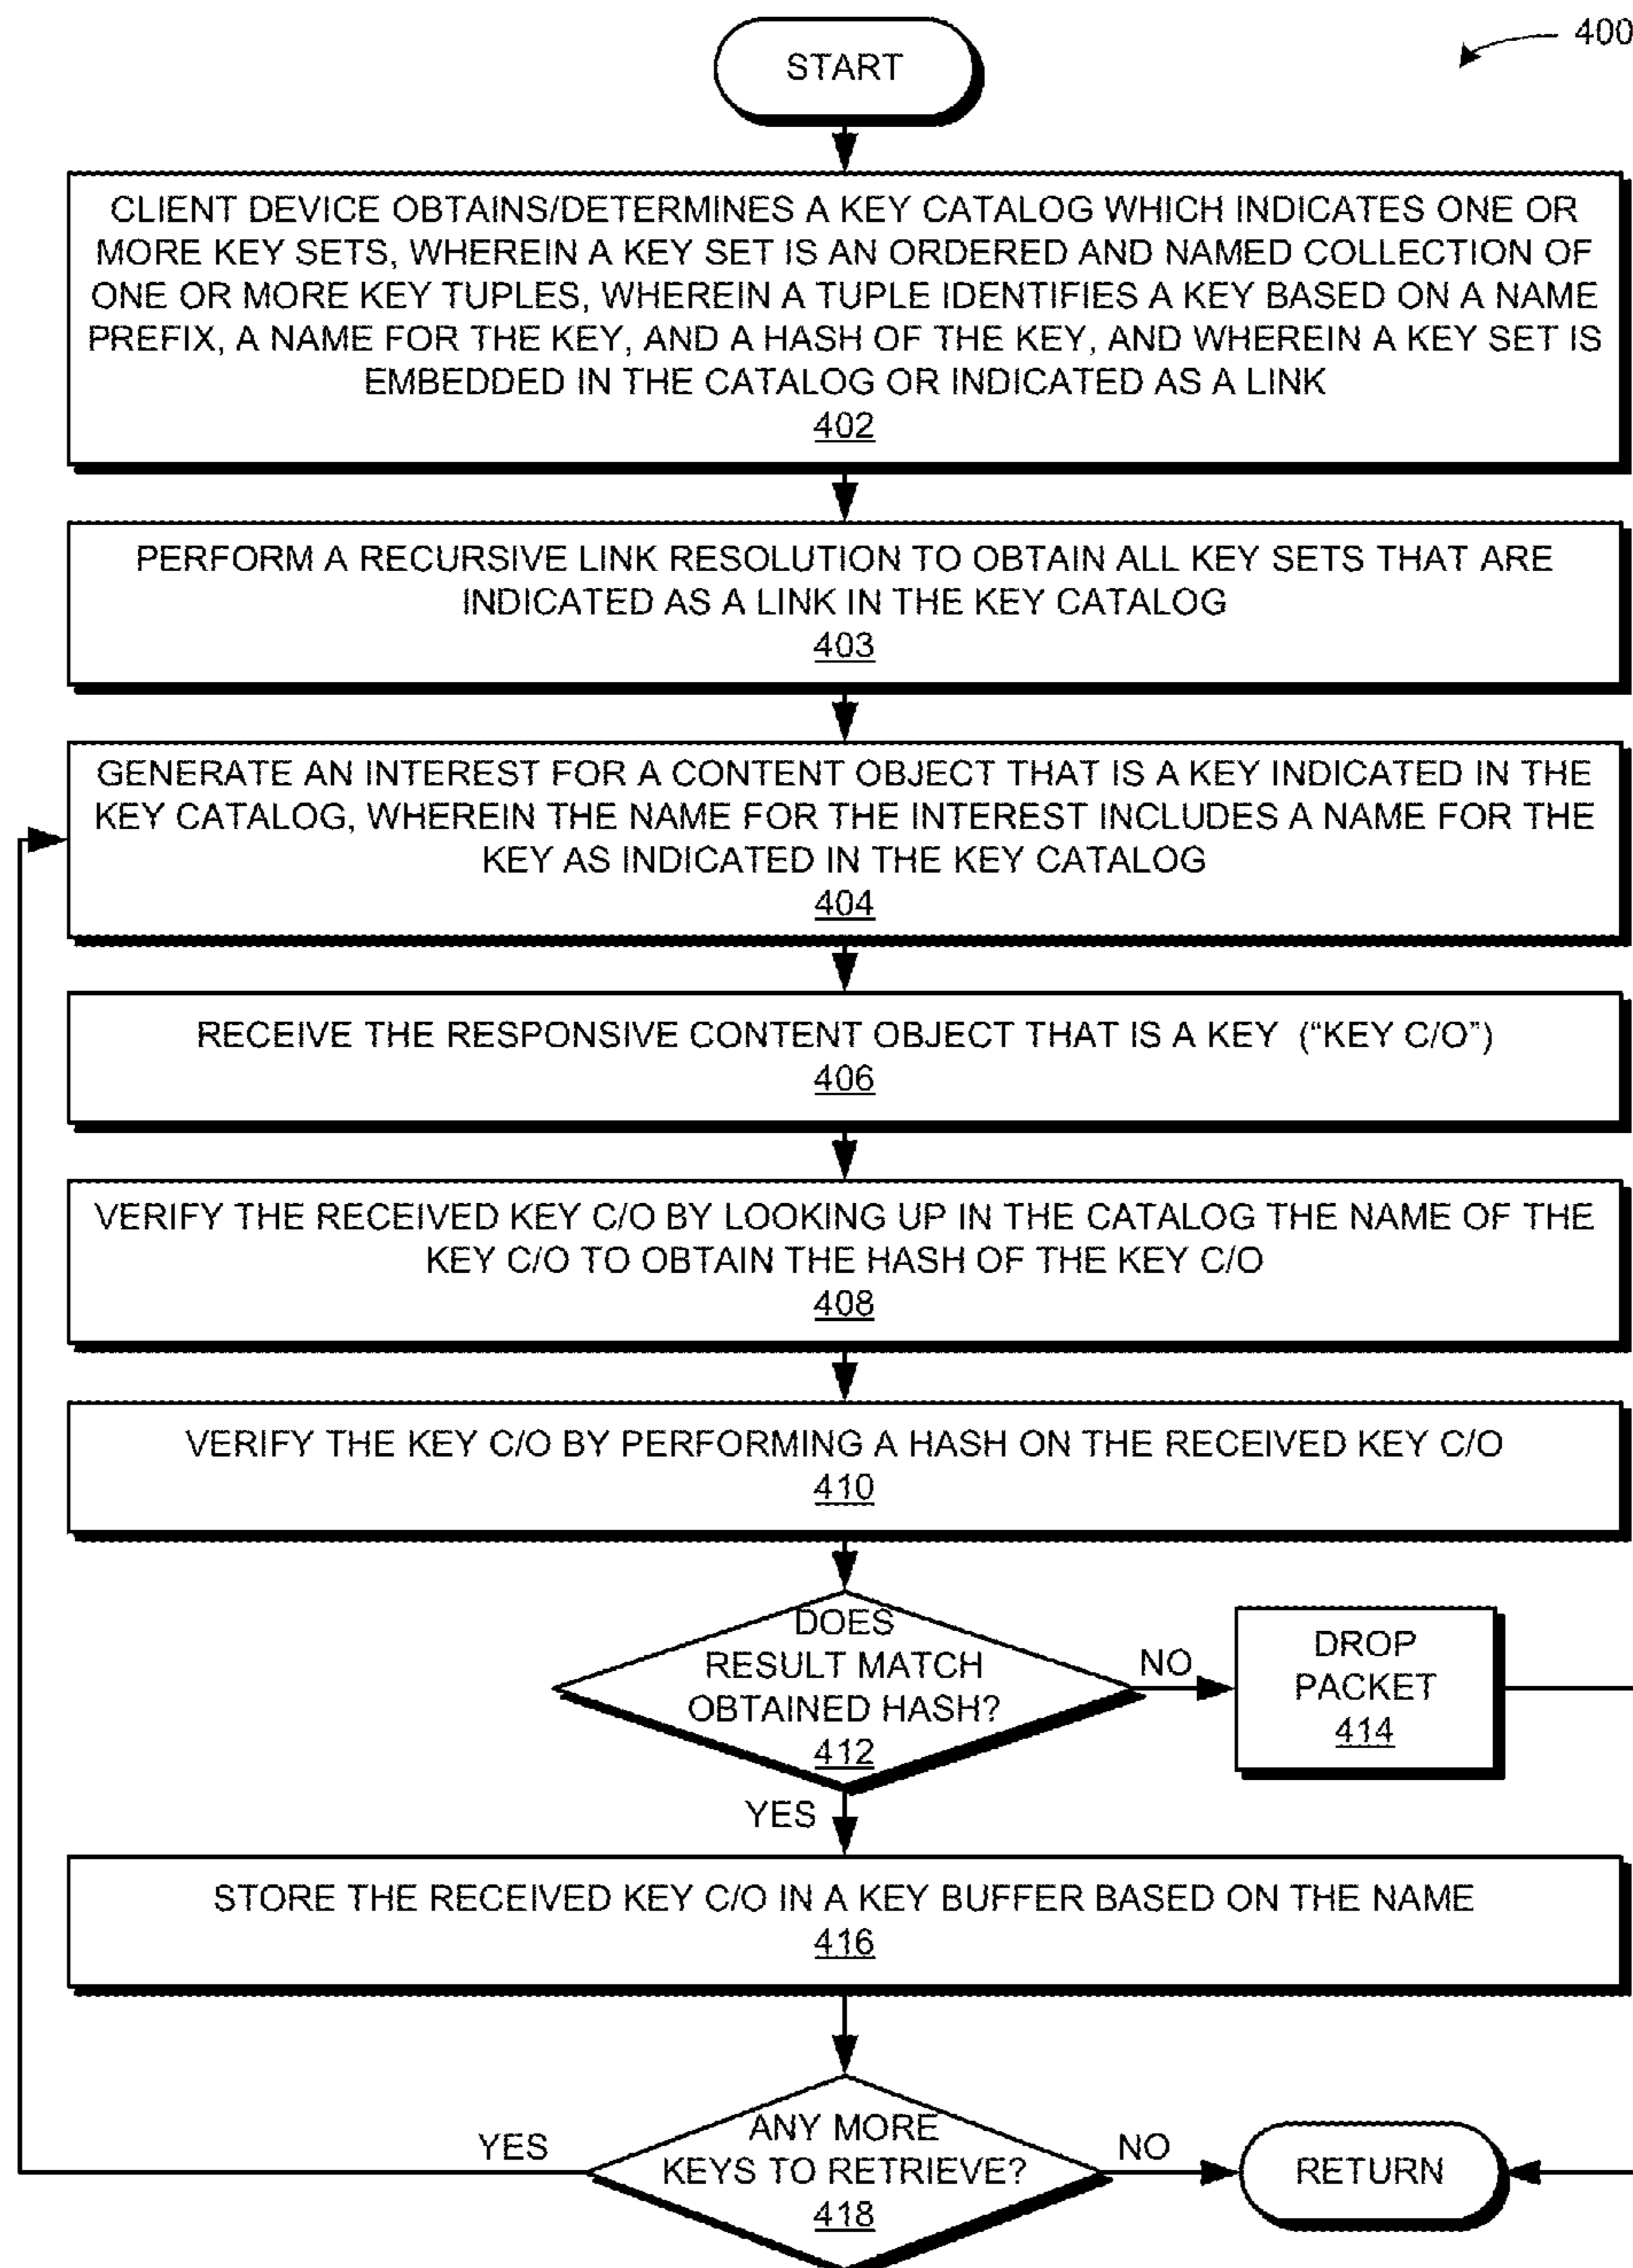 400
START
CLIENT DEVICE OBTAINS/DETERMINES A KEY CATALOG WHICH INDICATES ONE OR
MORE KEY SETS, WHEREIN A KEY SET IS AN ORDERED AND NAMED COLLECTION OF
ONE OR MORE KEY TUPLES, WHEREIN A TUPLE IDENTIFIES A KEY BASED ON A NAME
PREFIX, A NAME FOR THE KEY, AND A HASH OF THE KEY, AND WHEREIN A KEY SET IS
EMBEDDED IN THE CATALOG OR INDICATED AS A LINK
402
PERFORM A RECURSIVE LINK RESOLUTION TO OBTAIN ALL KEY SETS THAT ARE
INDICATED AS A LINK IN THE KEY CATALOG
403
GENERATE AN INTEREST FOR A CONTENT OBJECT THAT IS A KEY INDICATED IN THE
KEY CATALOG, WHEREIN THE NAME FOR THE INTEREST INCLUDES A NAME FOR THE
KEY AS INDICATED IN THE KEY CATALOG
404
RECEIVE THE RESPONSIVE CONTENT OBJECT THAT IS A KEY ("KEY C/O")
406
VERIFY THE RECEIVED KEY C/O BY LOOKING UP IN THE CATALOG THE NAME OF THE
KEY C/O TO OBTAIN THE HASH OF THE KEY C/O
408
VERIFY THE KEY C/O BY PERFORMING A HASH ON THE RECEIVED KEY C/O
410
DOES
RESULT MATCH
OBTAINED HASH?
412
NO
DROP
PACKET
414
YES
STORE THE RECEIVED KEY C/O IN A KEY BUFFER BASED ON THE NAME
416
YES
ANY MORE
KEYS TO RETRIEVE?
418
NO
RETURN